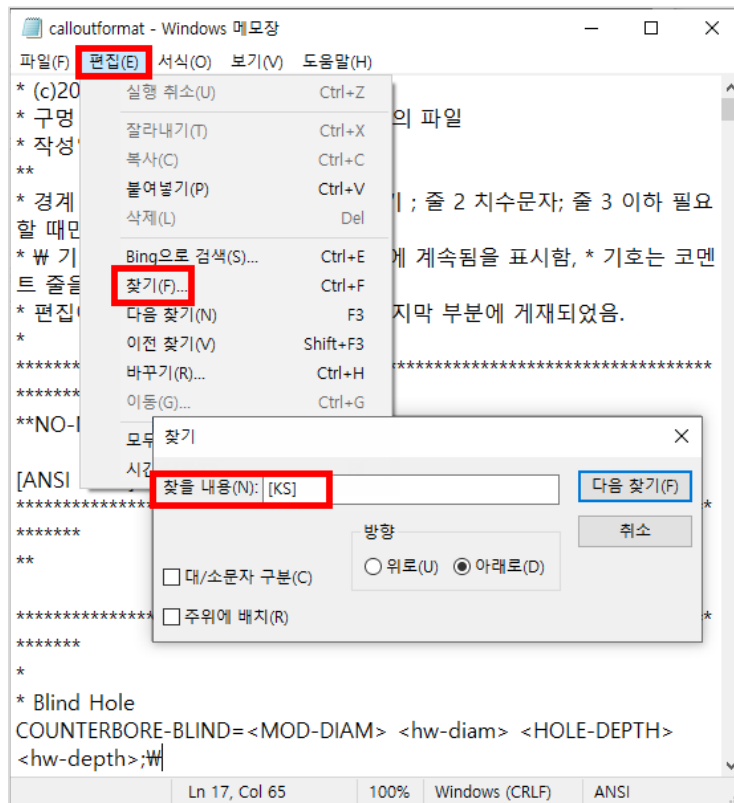 calloutformat - Windows 메모장
파일(F) 편집(E) 서식(O) 보기(V) 도움말(H)
* (c)20
* 구멍 의 파일
* 작성
**
* 경계 ; 줄 2 치수문자; 줄 3 이하 필요
할 때만
* ₩ 기 에 계속됨을 표시함, * 기호는 코멘
트 줄을
* 편집 지막 부분에 게재되었음.
*
**NO-
[ANSI
실행 취소(U) Ctrl+Z
잘라내기(T) Ctrl+X
복사(C) Ctrl+C
붙여넣기(P) Ctrl+V
삭제(L) Del
Bing으로 검색(S)... Ctrl+E
찾기(F)... Ctrl+F
다음 찾기(N) F3
이전 찾기(V) Shift+F3
바꾸기(R)... Ctrl+H
이동(G)... Ctrl+G
모두
시간
찾기
찾을 내용(N): [KS] 다음 찾기(F)
방향 취소
대/소문자 구분(C) 위로(U) 아래로(D)
주위에 배치(R)
*******
**
*******
*
* Blind Hole
COUNTERBORE-BLIND=<MOD-DIAM> <hw-diam> <HOLE-DEPTH>
<hw-depth>;₩
Ln 17, Col 65 100% Windows (CRLF) ANSI